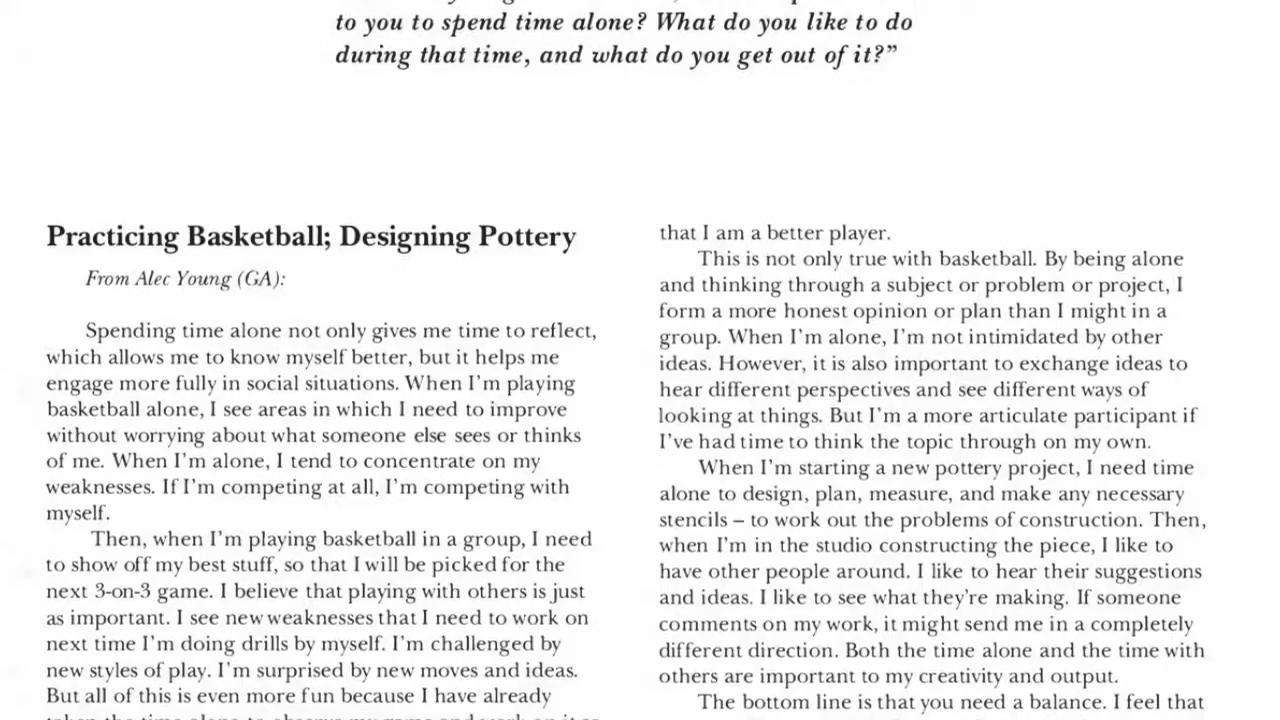 to you to spend time alone? What do you like to do
during that time, and what do you get out of it?”
Practicing Basketball; Designing Pottery
From Alec Young (GA):
Spending time alone not only gives me time to reflect,
which allows me to know myself better, but it helps me
engage more fully in social situations. When I’m playing
basketball alone, I see areas in which I need to improve
without worrying about what someone else sees or thinks
of me. When I’m alone, I tend to concentrate on my
weaknesses. If I’m competing at all, I’m competing with
myself.
Then, when I’m playing basketball in a group, I need
to show off my best stuff, so that I will be picked for the
next 3-on-3 game. I believe that playing with others is just
as important. I see new weaknesses that I need to work on
next time I’m doing drills by myself. I’m challenged by
new styles of play. I’m surprised by new moves and ideas.
But all of this is even more fun because I have already
that I am a better player.
This is not only true with basketball. By being alone
and thinking through a subject or problem or project, I
form a more honest opinion or plan than I might in a
group. When I’m alone, I’m not intimidated by other
ideas. However, it is also important to exchange ideas to
hear different perspectives and see different ways of
looking at things. But I’m a more articulate participant if
I’ve had time to think the topic through on my own.
When I’m starting a new pottery project, I need time
alone to design, plan, measure, and make any necessary
stencils – to work out the problems of construction. Then,
when I’m in the studio constructing the piece, I like to
have other people around. I like to hear their suggestions
and ideas. I like to see what they’re making. If someone
comments on my work, it might send me in a completely
different direction. Both the time alone and the time with
others are important to my creativity and output.
The bottom line is that you need a balance. I feel that